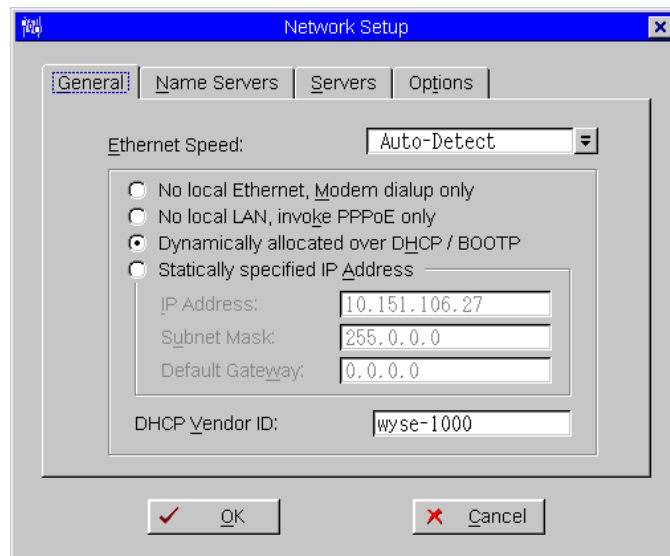 Network Setup
General Name Servers Servers Options
Ethernet Speed: Auto-Detect
No local Ethernet, Modem dialup only
No local LAN, invoke PPPoE only
Dynamically allocated over DHCP / BOOTP
Statically specified IP Address
IP Address: 10.151.106.27
Subnet Mask: 255.0.0.0
Default Gateway: 0.0.0.0
DHCP Vendor ID: wyse-1000
OK Cancel